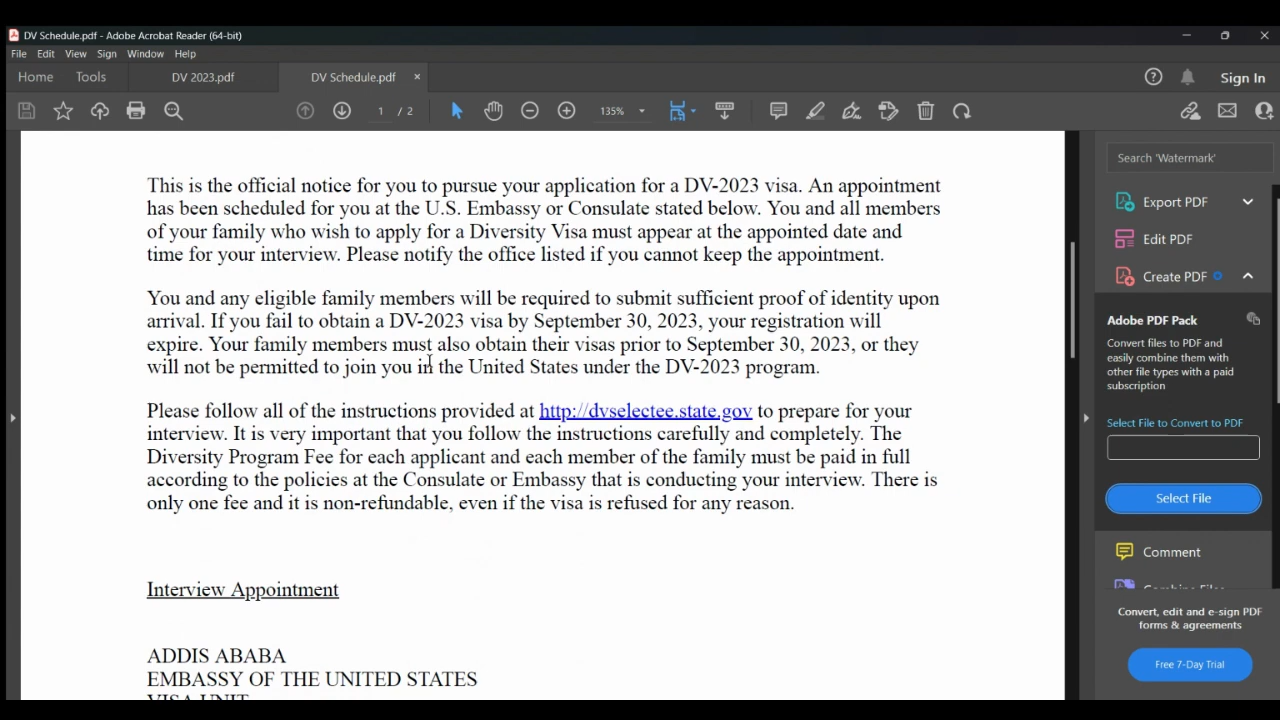 DV Schedule.pdf - Adobe Acrobat Reader (64-bit)
File Edit View Sign Window Help
Home Tools DV 2023.pdf DV Schedule.pdf × Sign In
1 / 2 135%
This is the official notice for you to pursue your application for a DV-2023 visa. An appointment
has been scheduled for you at the U.S. Embassy or Consulate stated below. You and all members
of your family who wish to apply for a Diversity Visa must appear at the appointed date and
time for your interview. Please notify the office listed if you cannot keep the appointment.
You and any eligible family members will be required to submit sufficient proof of identity upon
arrival. If you fail to obtain a DV-2023 visa by September 30, 2023, your registration will
expire. Your family members must also obtain their visas prior to September 30, 2023, or they
will not be permitted to join you in the United States under the DV-2023 program.
Please follow all of the instructions provided at http://dvselectee.state.gov to prepare for your
interview. It is very important that you follow the instructions carefully and completely. The
Diversity Program Fee for each applicant and each member of the family must be paid in full
according to the policies at the Consulate or Embassy that is conducting your interview. There is
only one fee and it is non-refundable, even if the visa is refused for any reason.
Interview Appointment
ADDIS ABABA
EMBASSY OF THE UNITED STATES
VISA UNIT
Search 'Watermark'
Export PDF
Edit PDF
Create PDF
Adobe PDF Pack
Convert files to PDF and
easily combine them with
other file types with a paid
subscription
Select File to Convert to PDF
Select File
Comment
Combine Files
Convert, edit and e-sign PDF
forms & agreements
Free 7-Day Trial